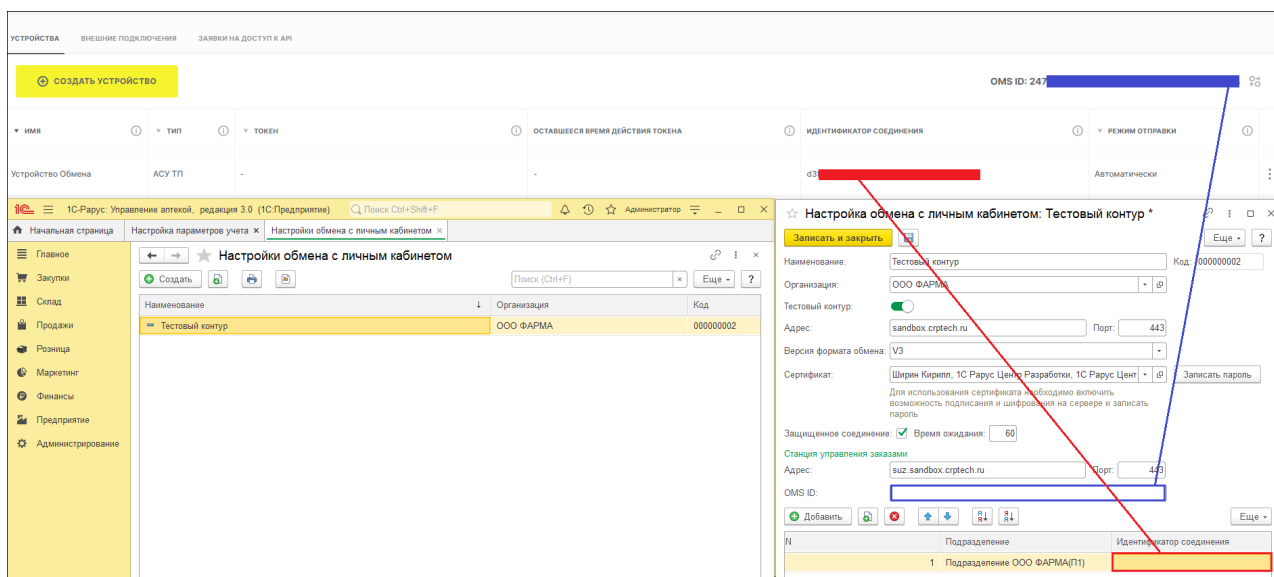 УСТРОЙСТВА ВНЕШНИЕ ПОДКЛЮЧЕНИЯ ЗАЯВКИ НА ДОСТУП К API
СОЗДАТЬ УСТРОЙСТВО OMS ID: 247
ИМЯ ТИП ТОКЕН ОСТАВШЕЕСЯ ВРЕМЯ ДЕЙСТВИЯ ТОКЕНА ИДЕНТИФИКАТОР СОЕДИНЕНИЯ РЕЖИМ ОТПРАВКИ
Устройство Обмена АСУ ТП - - Автоматически
1С-Рарус: Управление аптекой, редакция 3.0 (1С:Предприятие) Поиск Ctrl+Shift+F Администратор
Начальная страница Настройка параметров учета × Настройки обмена с личным кабинетом ×
Главное
Закупки
Склад
Продажи
Розница
Маркетинг
Финансы
Предприятие
Администрирование
Настройки обмена с личным кабинетом
Создать Поиск (Ctrl+F) × Еще ?
Наименование ↓ Организация Код
Тестовый контур ООО ФАРМА 000000002
Настройка обмена с личным кабинетом: Тестовый контур *
Записать и закрыть Еще ?
Наименование: Тестовый контур Код: 000000002
Организация: ООО ФАРМА
Тестовый контур:
Адрес: sandbox.crptech.ru Порт: 443
Версия формата обмена: V3
Сертификат: Ширин Кирилл, 1С Рарус Центр Разработки, 1С Рарус Цент Записать пароль
Для использования сертификата необходимо включить
возможность подписания и шифрования на сервере и записать
пароль
Защищенное соединение: Время ожидания: 60
Станция управления заказами
Адрес: suz.sandbox.crptech.ru Порт: 443
OMS ID:
Добавить Еще
N Подразделение Идентификатор соединения
1 Подразделение ООО ФАРМА(П1)